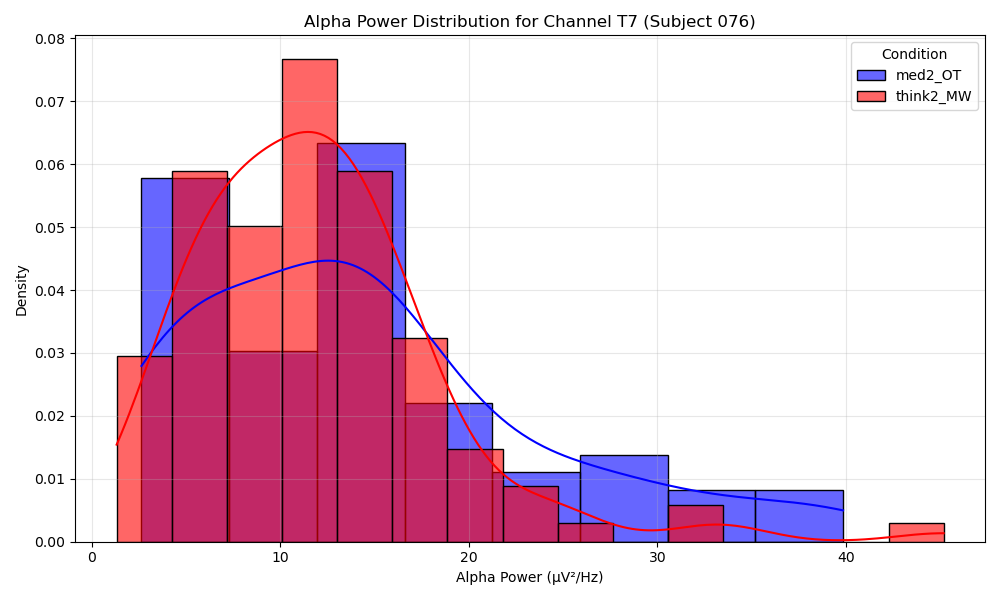 Alpha Power Distribution for Channel T7 (Subject 076)
Condition
med2_OT
think2_MW
Density
0.08
0.07
0.06
0.05
0.04
0.03
0.02
0.01
0.00
0
10
20
30
40
Alpha Power (μV²/Hz)